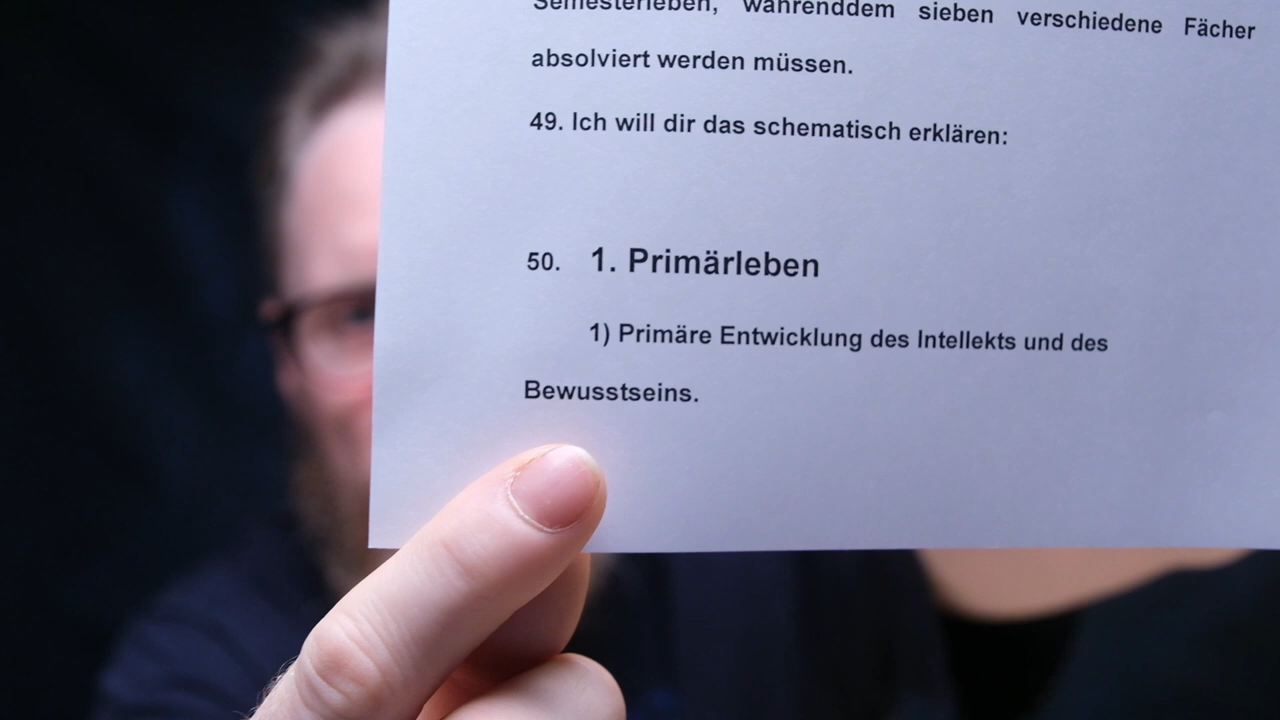 Semesterleben, währenddem sieben verschiedene Fächer
absolviert werden müssen.
49. Ich will dir das schematisch erklären:
50. 1. Primärleben
1) Primäre Entwicklung des Intellekts und des
Bewusstseins.